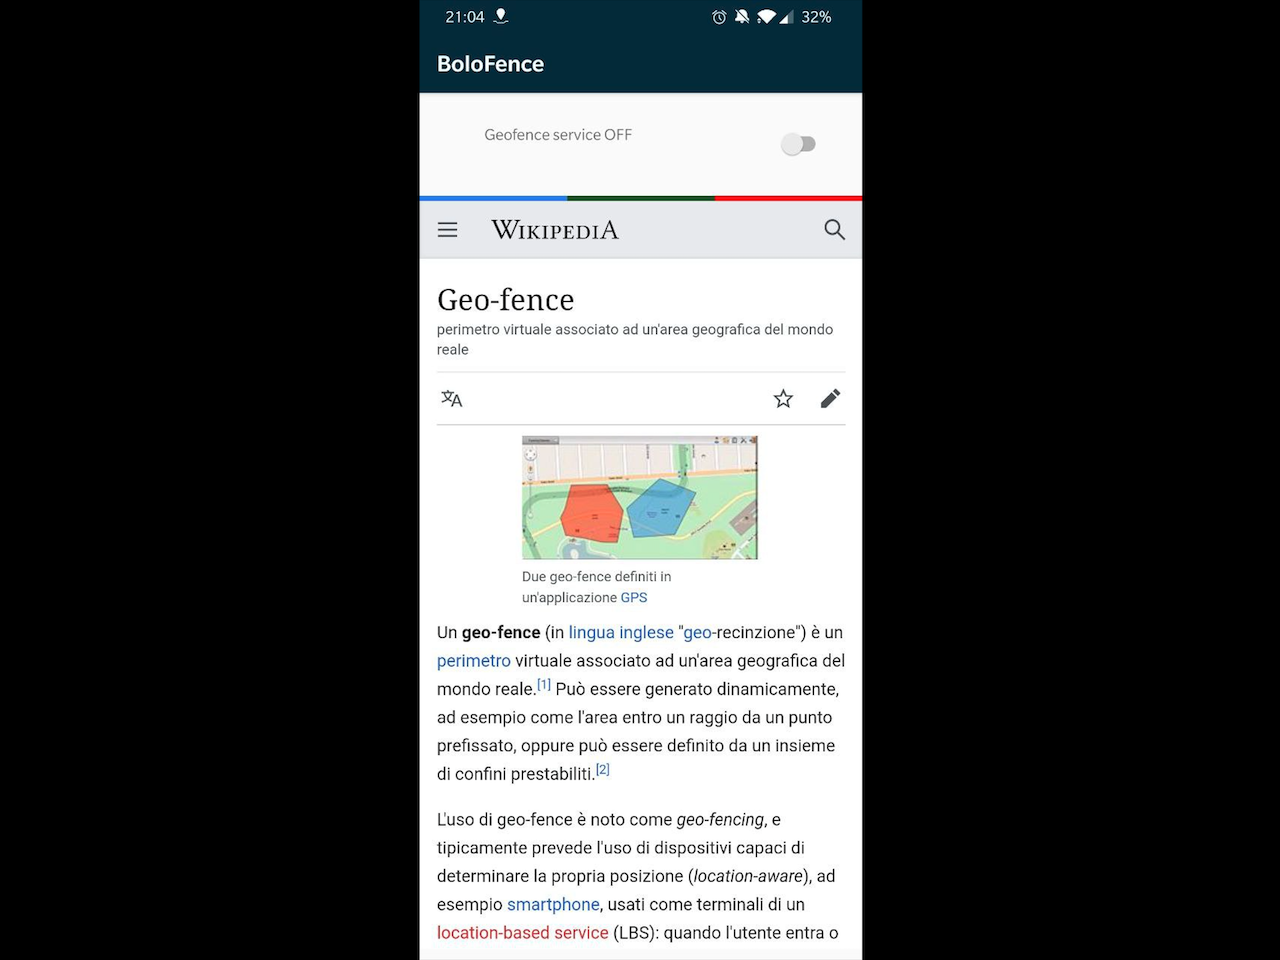 21:04
32%
BoloFence
Geofence service OFF
WIKIPEDIA
Geo-fence
perimetro virtuale associato ad un'area geografica del mondo
reale
Due geo-fence definiti in
un'applicazione GPS
Un geo-fence (in lingua inglese "geo-recinzione") è un
perimetro virtuale associato ad un'area geografica del
mondo reale.[1] Può essere generato dinamicamente,
ad esempio come l'area entro un raggio da un punto
prefissato, oppure può essere definito da un insieme
di confini prestabiliti.[2]
L'uso di geo-fence è noto come geo-fencing, e
tipicamente prevede l'uso di dispositivi capaci di
determinare la propria posizione (location-aware), ad
esempio smartphone, usati come terminali di un
location-based service (LBS): quando l'utente entra o